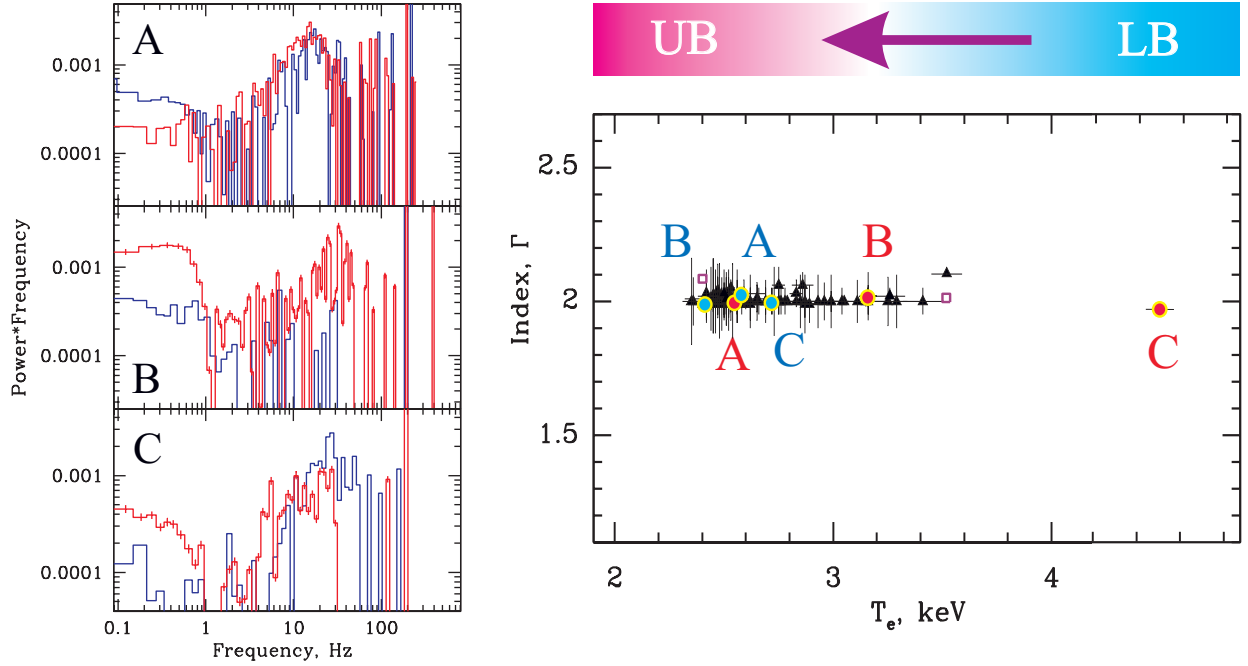 A
0.001
0.0001
B
0.001
0.0001
C
0.001
0.0001
Power*Frequency
0.1 1 10 100
Frequency, Hz
UB LB
B A B
A C C
2.5
2
1.5
Index, Γ
2 3 4
T_e, keV